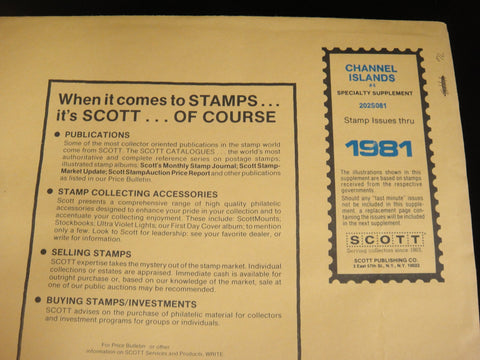 When it comes to STAMPS . . .
it's SCOTT . . . OF COURSE
● PUBLICATIONS
Some of the most collector oriented publications in the stamp world
come from SCOTT. The SCOTT CATALOGUES . . . the world's most
authoritative and complete reference series on postage stamps;
illustrated stamp albums; Scott's Monthly Stamp Journal; Scott Stamp-
Market Update; Scott StampAuction Price Report and other publications
as listed in our Price Bulletin.
● STAMP COLLECTING ACCESSORIES
Scott presents a comprehensive range of high quality philatelic
accessories designed to enhance your pride in your collection and to
accentuate your collecting enjoyment. These include: ScottMounts;
Stockbooks; Ultra Violet Lights; our First Day Cover album; to mention
only a few. Look to Scott for leadership: see your favorite dealer, or
write for information.
● SELLING STAMPS
SCOTT expertise takes the mystery out of the stamp market. Individual
collections or estates are appraised. Immediate cash is available for
outright purchase or, based on our knowledge of the market, sale at
one of our public auctions may be recommended.
● BUYING STAMPS/INVESTMENTS
SCOTT advises on the purchase of philatelic material for collectors
and investment programs for groups or individuals.
For Price Bulletin or other
information on SCOTT Services and Products, WRITE
CHANNEL
ISLANDS
#1
SPECIALTY SUPPLEMENT
202S081
Stamp Issues thru
1981
The illustrations shown in this
supplement are based on stamps
received from the respective
governments.
Should any "last minute" issues
not be included in this supple-
ment, a replacement page con-
taining the issues will be included
in the next supplement.
SCOTT
Serving collectors since 1863.
SCOTT PUBLISHING CO.
3 East 57th St., N.Y., N.Y. 10022